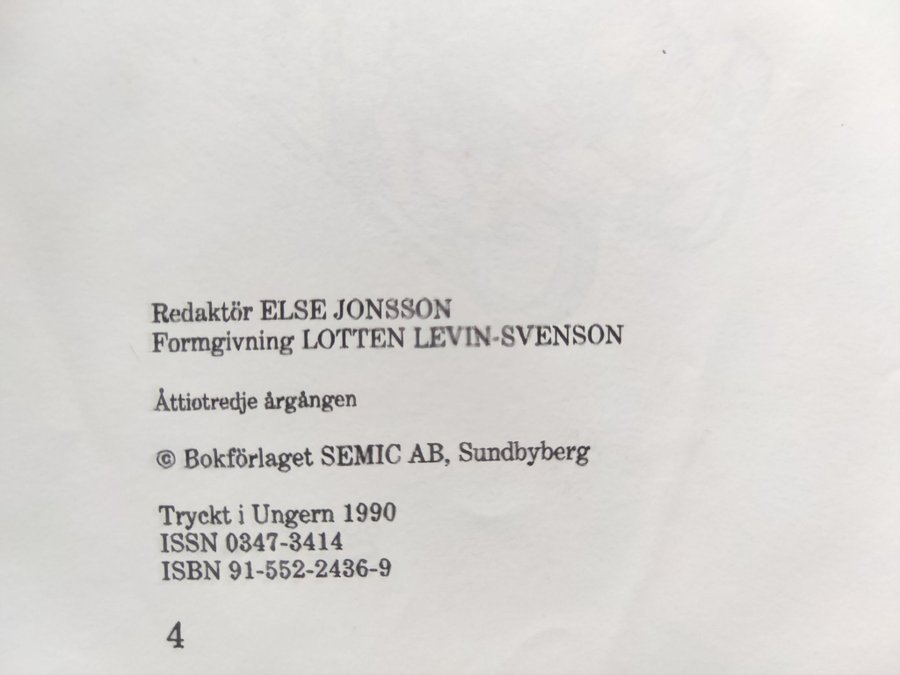 Redaktör ELSE JONSSON
Formgivning LOTTEN LEVIN-SVENSON
Åttiotredje årgången
© Bokförlaget SEMIC AB, Sundbyberg
Tryckt i Ungern 1990
ISSN 0347-3414
ISBN 91-552-2436-9
4